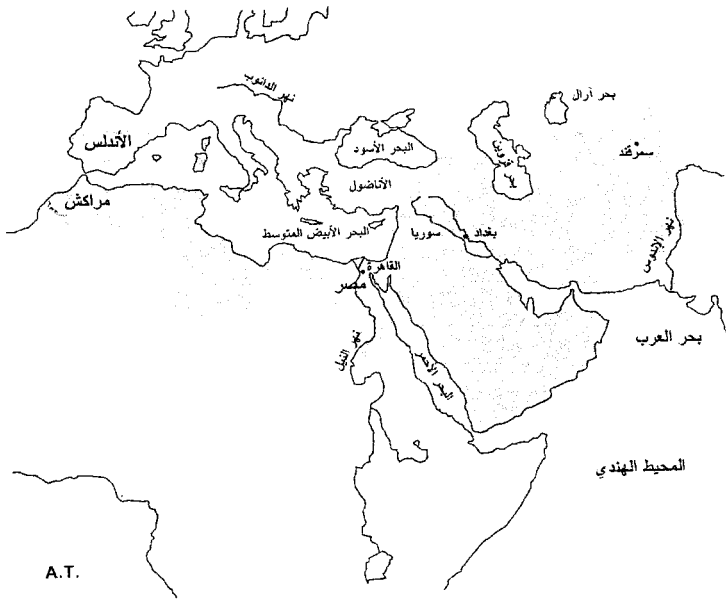 نهر الدانوب
بحر آرال
الأندلس
البحر الأسود
بحر قزوين
سمرقند
الأناضول
مراكش
البحر الأبيض المتوسط
سوريا
بغداد
نهر الإندوس
القاهرة
مصر
بحر العرب
نهر النيل
البحر الأحمر
المحيط الهندي
A.T.